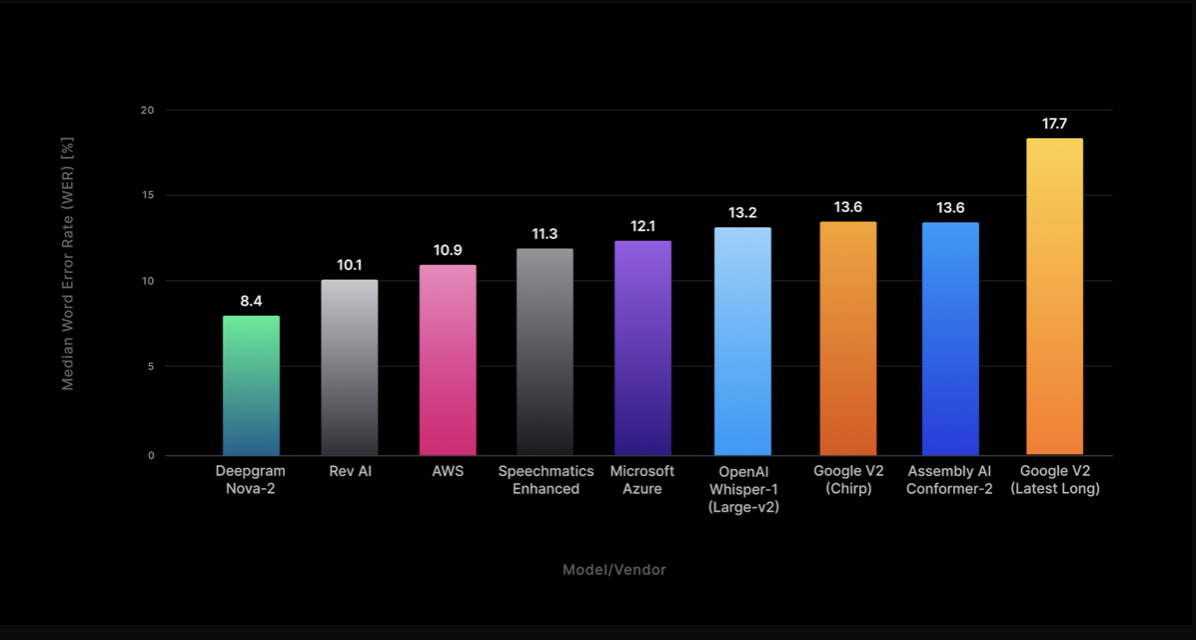 Median Word Error Rate (WER) [%]
20
15
10
5
0
8.4
10.1
10.9
11.3
12.1
13.2
13.6
13.6
17.7
Deepgram
Nova-2
Rev AI
AWS
Speechmatics
Enhanced
Microsoft
Azure
OpenAI
Whisper-1
(Large-v2)
Google V2
(Chirp)
Assembly AI
Conformer-2
Google V2
(Latest Long)
Model/Vendor